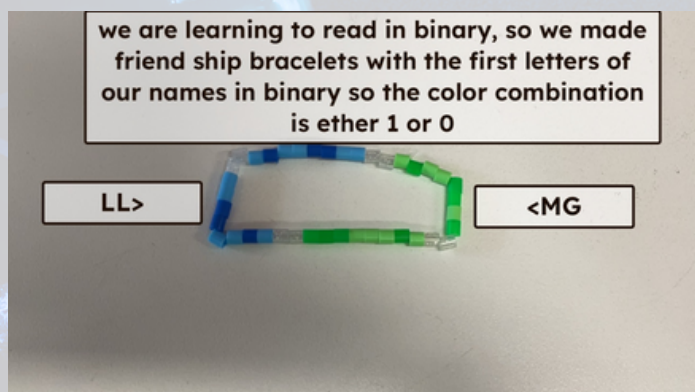 we are learning to read in binary, so we made
friend ship bracelets with the first letters of
our names in binary so the color combination
is ether 1 or 0
LL>
<MG